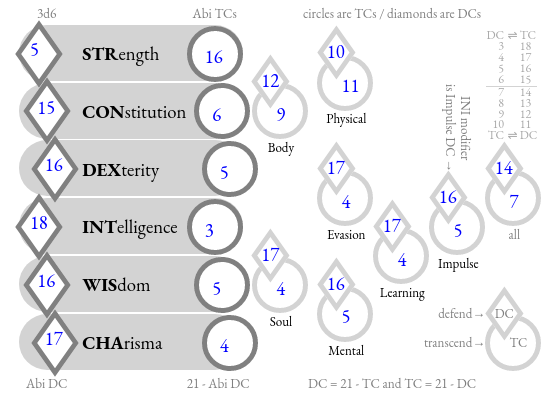 3d6 Abi TCs circles are TCs / diamonds are DCs
5 STRength 16
15 CONstitution 6
16 DEXterity 5
18 INTelligence 3
16 WISdom 5
17 CHArisma 4
12 9 Body
10 11 Physical
17 4 Evasion
17 4 Soul
16 5 Mental
17 4 Learning
16 5 Impulse
14 7 all
INI modifier
is Impulse DC →
DC ⇌ TC
3 18
4 17
5 16
6 15
7 14
8 13
9 12
10 11
TC ⇌ DC
defend→ DC
transcend→ TC
Abi DC 21 - Abi DC DC = 21 - TC and TC = 21 - DC